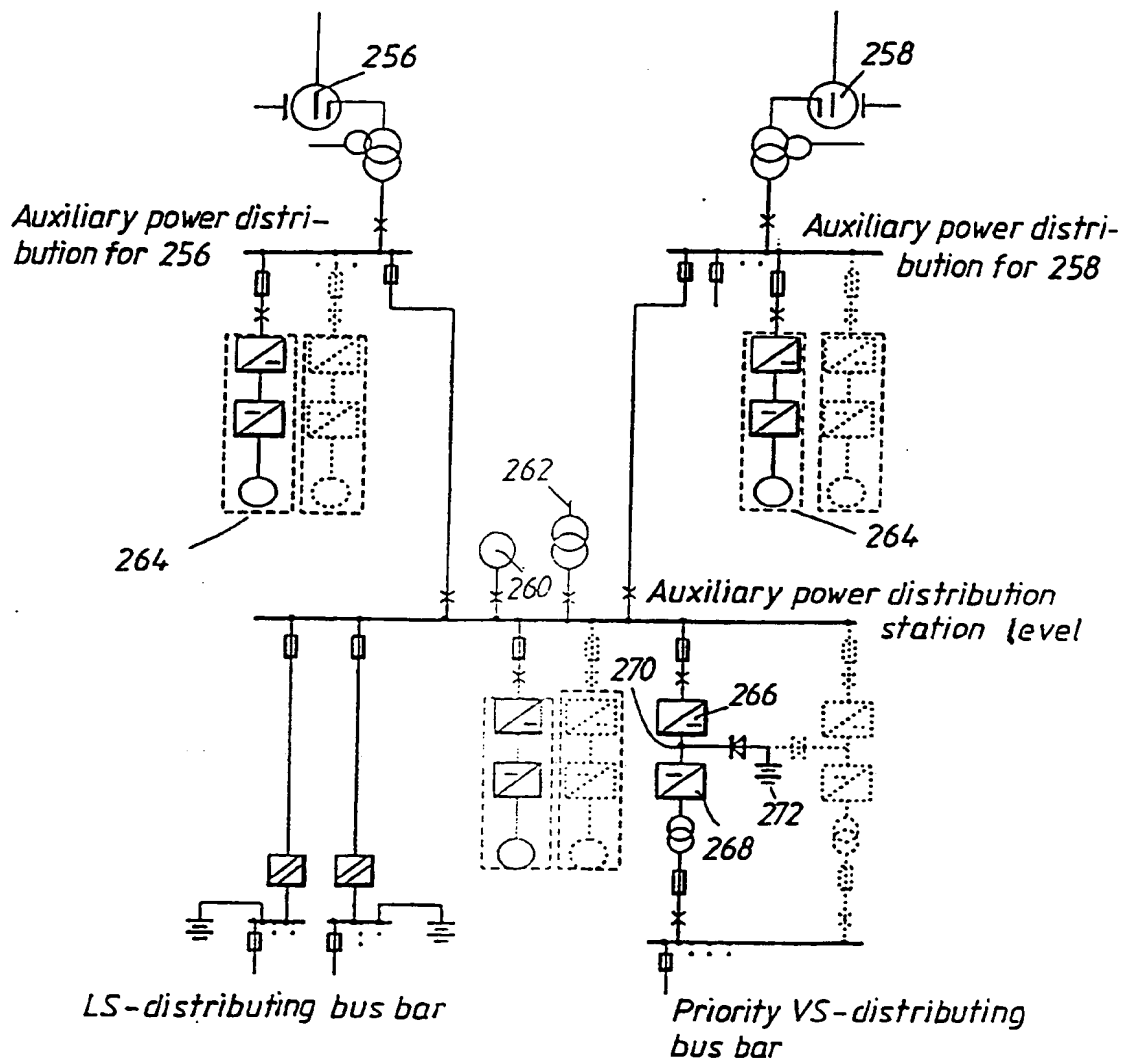 256
258
Auxiliary power distri-
bution for 256
Auxiliary power distri-
bution for 258
264
262
260
264
Auxiliary power distribution
station level
270
266
272
268
LS-distributing bus bar
Priority VS-distributing
bus bar